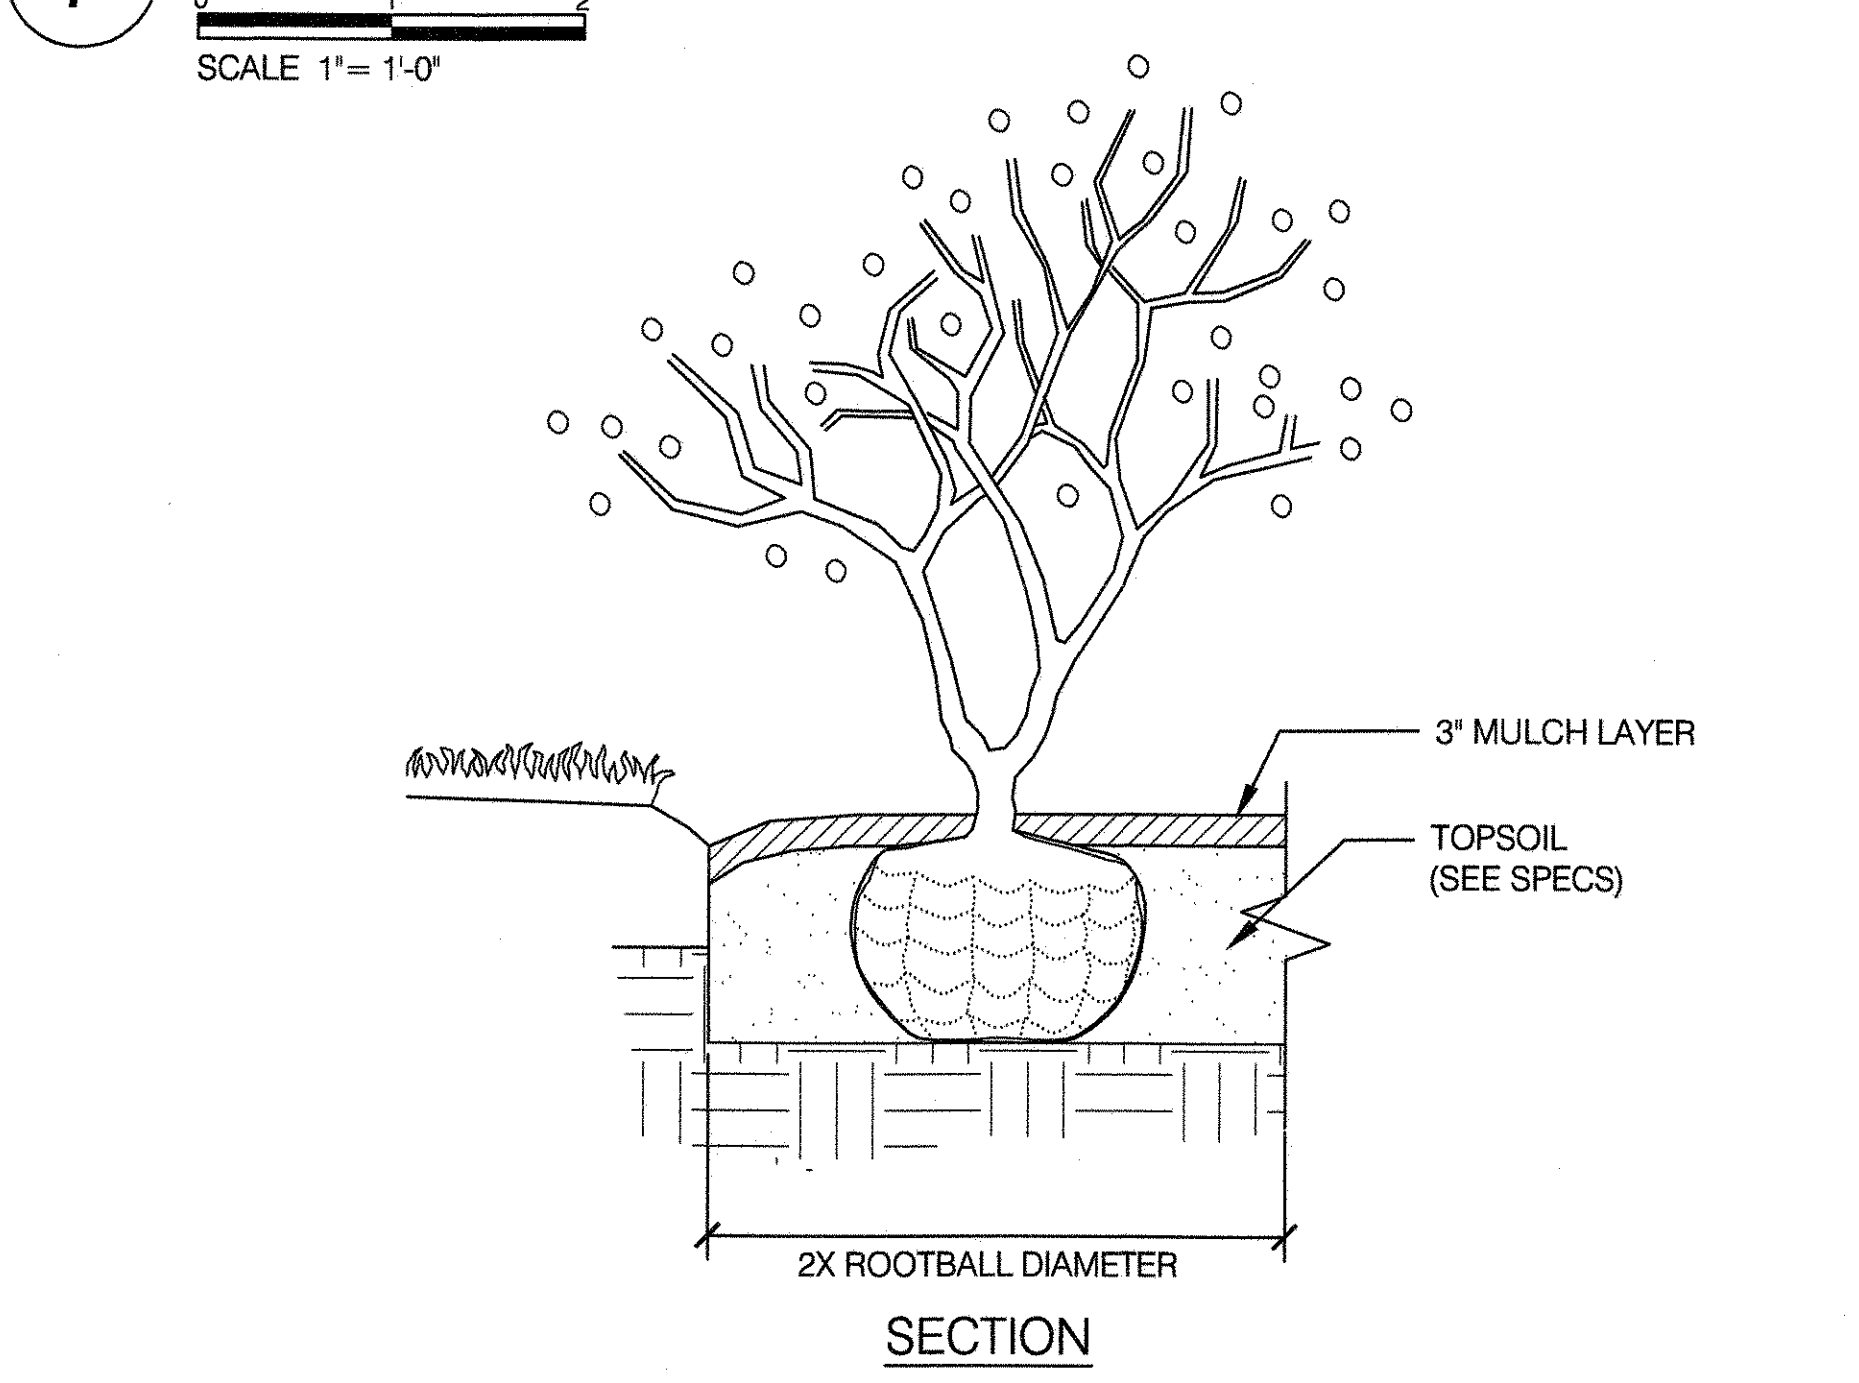 0 1 2
SCALE 1"= 1'-0"
3" MULCH LAYER
TOPSOIL
(SEE SPECS)
2X ROOTBALL DIAMETER
SECTION